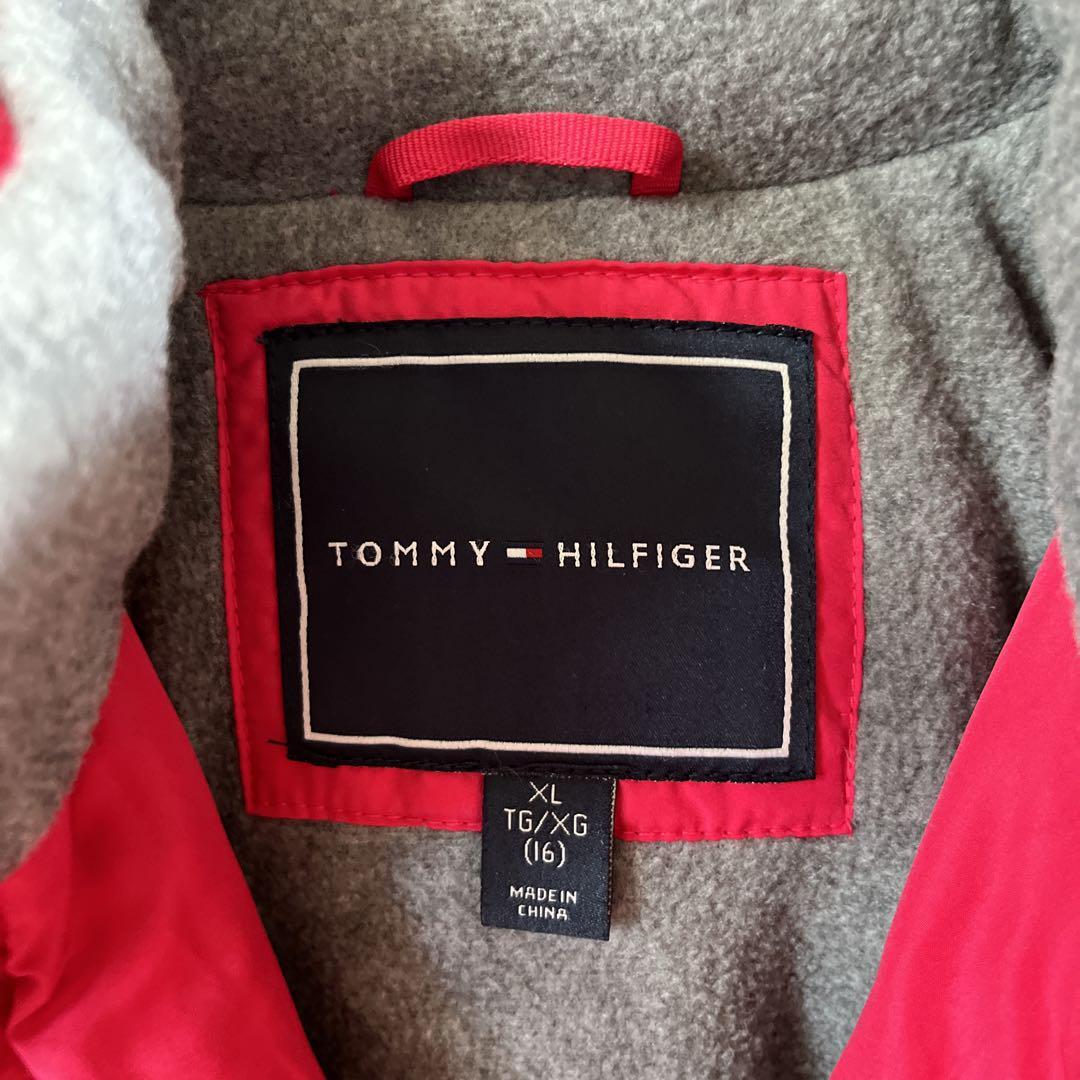 TOMMY HILFIGER
XL
TG/XG
(16)
MADE IN
CHINA